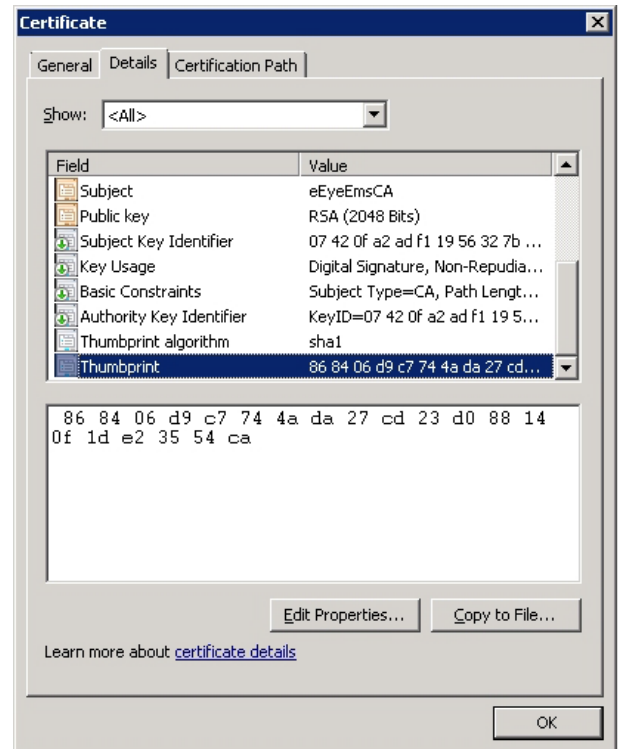 Certificate
General Details Certification Path
Show: <All>
Field Value
Subject eEyeEmsCA
Public key RSA (2048 Bits)
Subject Key Identifier 07 42 0f a2 ad f1 19 56 32 7b ...
Key Usage Digital Signature, Non-Repudia...
Basic Constraints Subject Type=CA, Path Lengt...
Authority Key Identifier KeyID=07 42 0f a2 ad f1 19 5...
Thumbprint algorithm sha1
Thumbprint 86 84 06 d9 c7 74 4a da 27 cd...
86 84 06 d9 c7 74 4a da 27 cd 23 d0 88 14
0f 1d e2 35 54 ca
Edit Properties... Copy to File...
Learn more about certificate details
OK